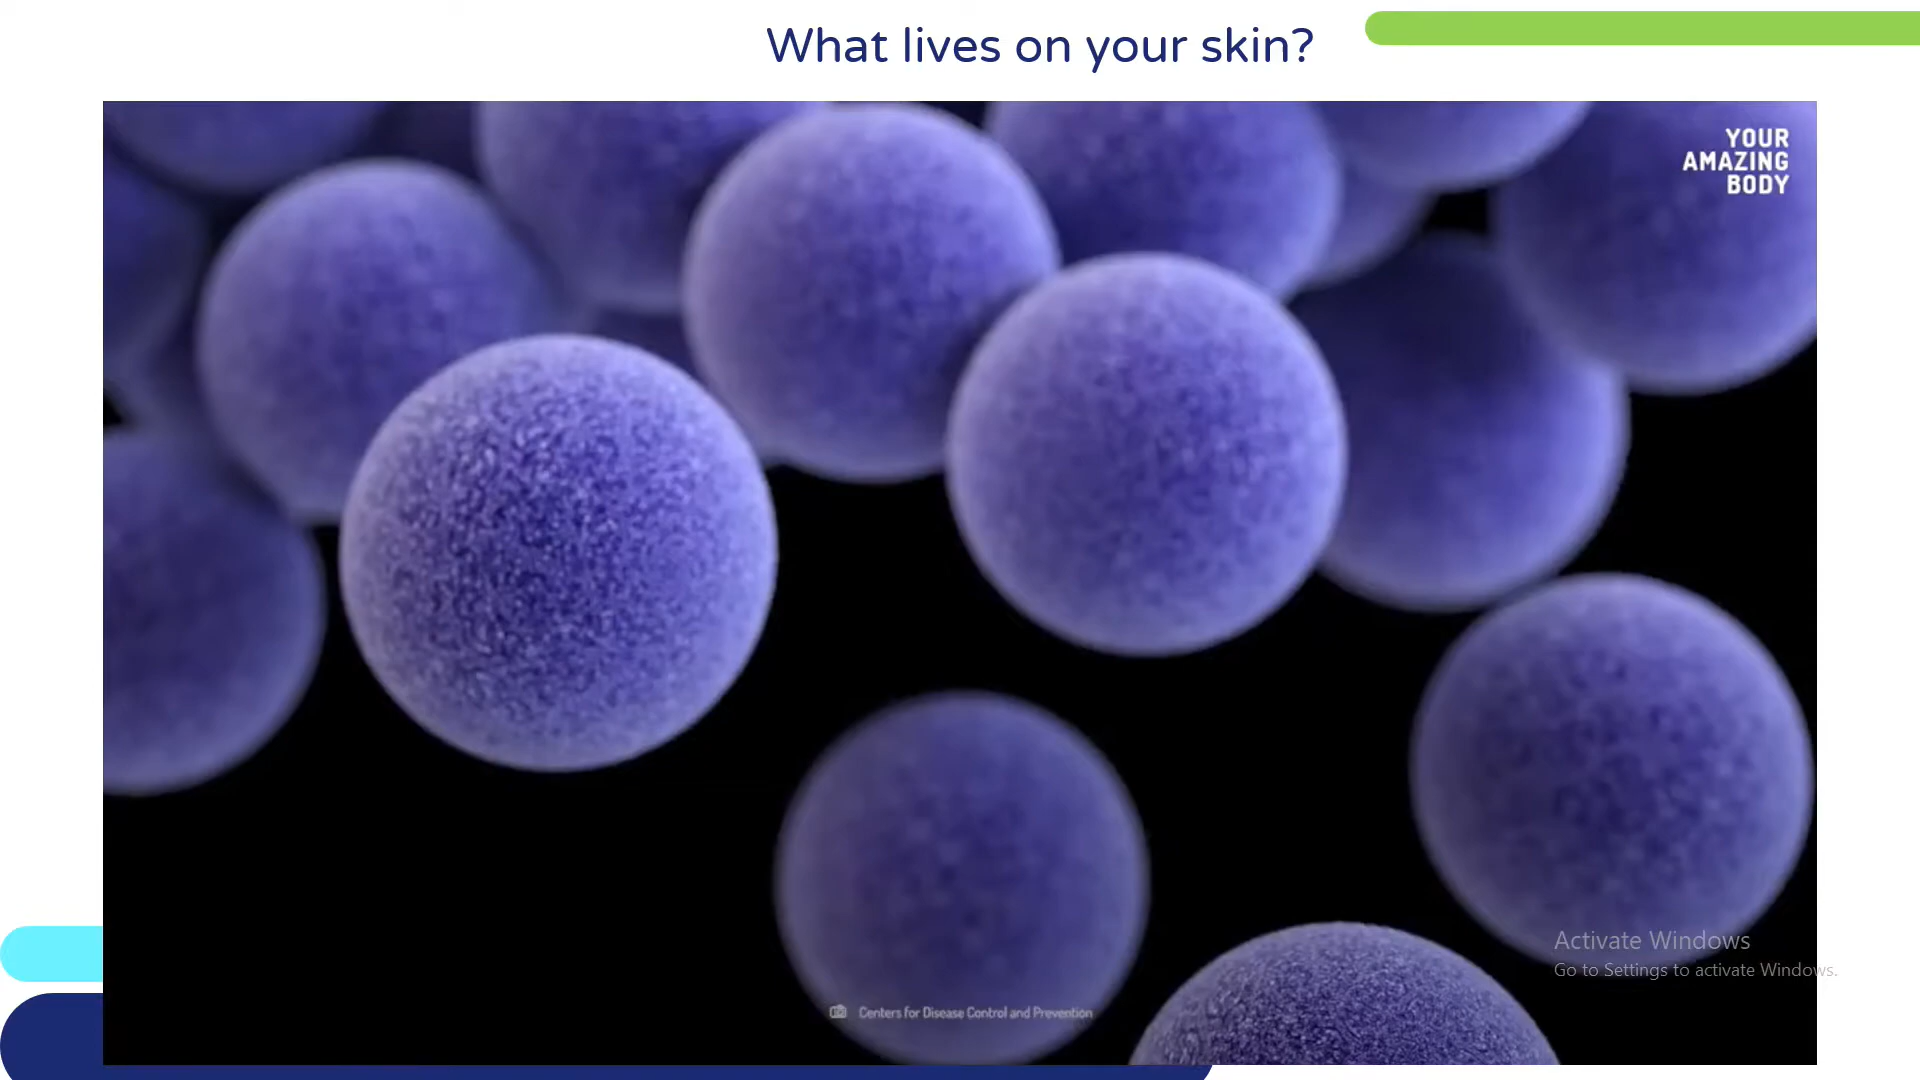 What lives on your skin?
YOUR
AMAZING
BODY
Activate Windows
Go to Settings to activate Windows.
Centers for Disease Control and Prevention